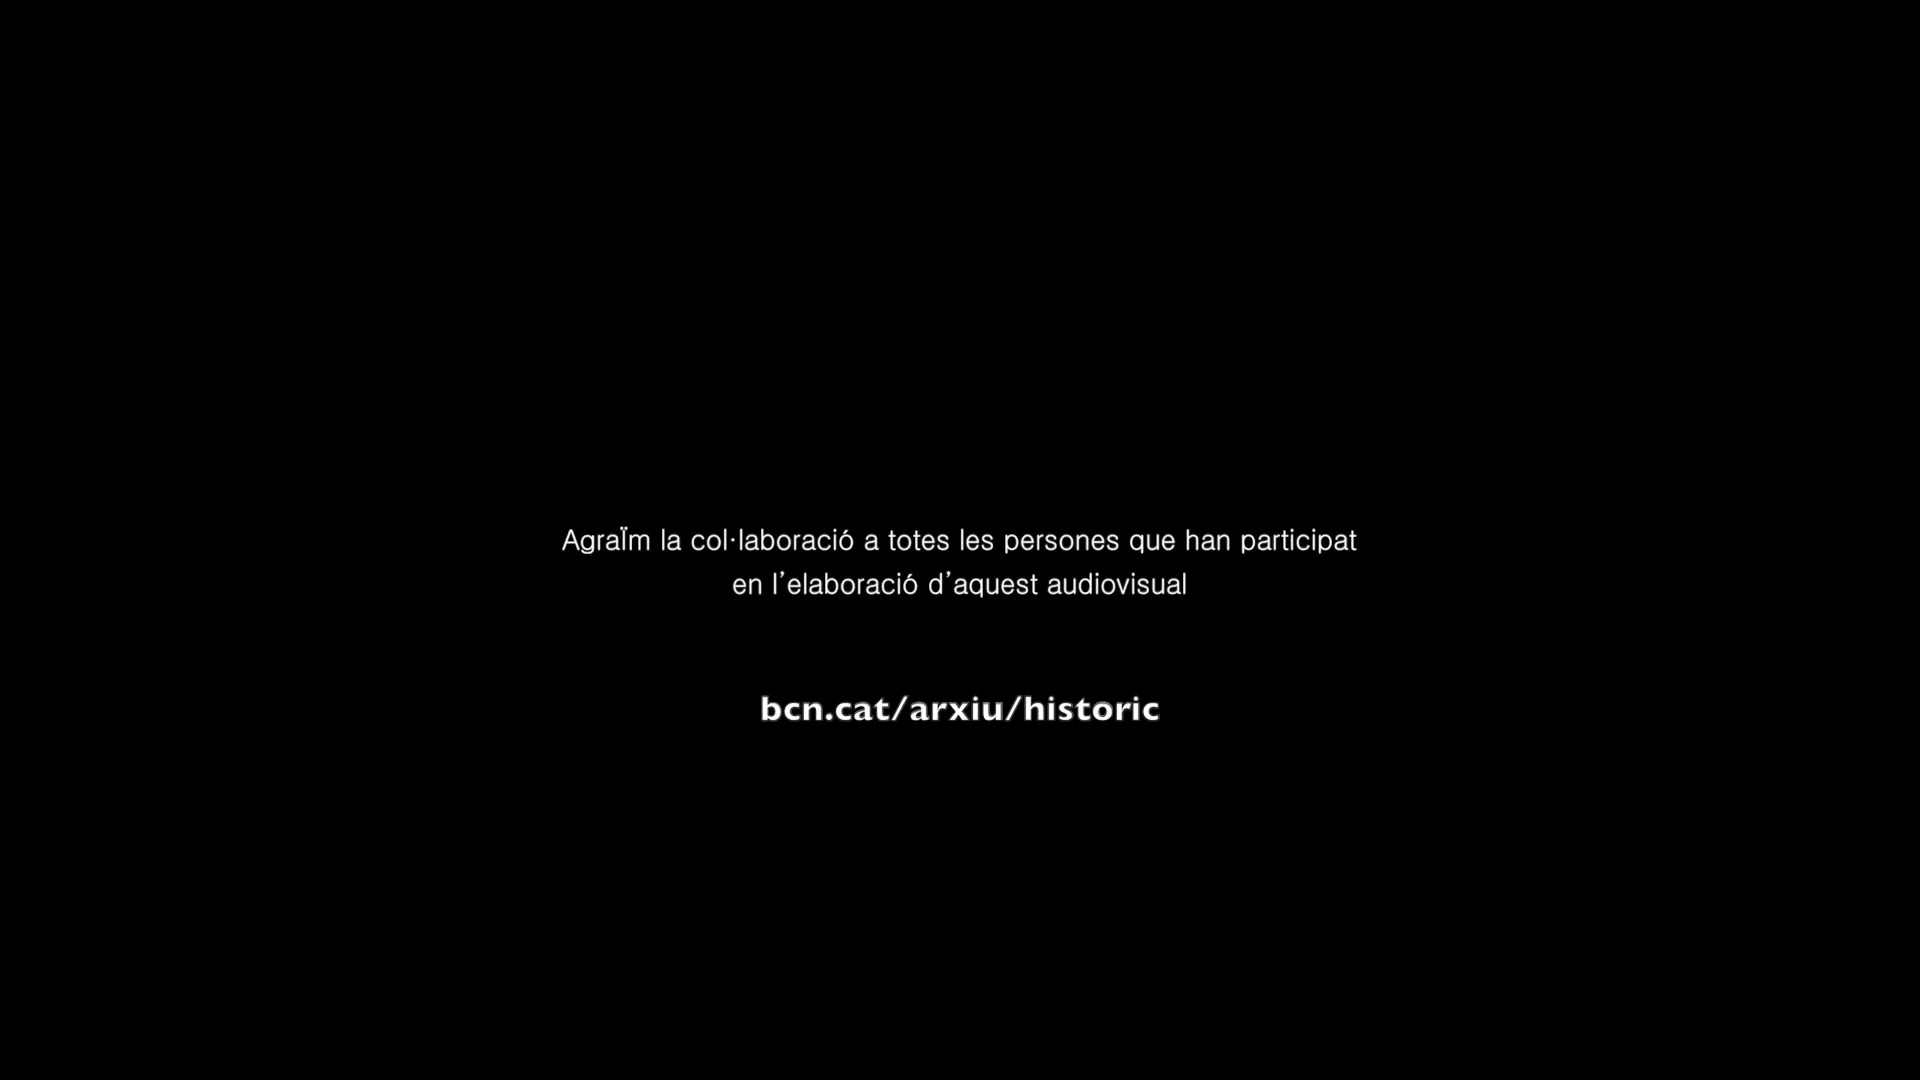 AgraÏm la col·laboració a totes les persones que han participat
en l’elaboració d’aquest audiovisual
bcn.cat/arxiu/historic